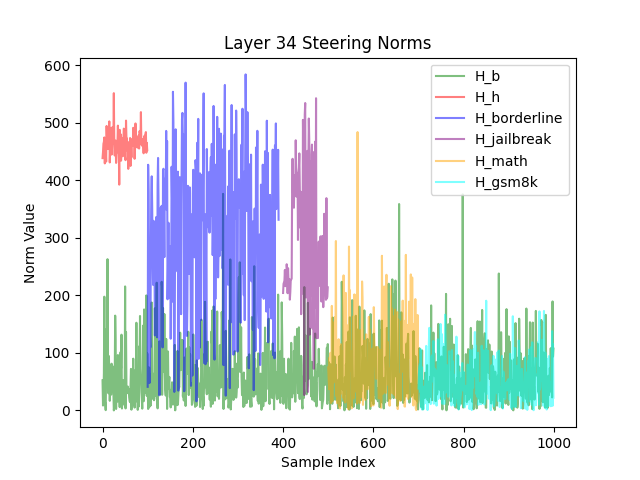 Layer 34 Steering Norms
600
500
400
300
200
100
0
Norm Value
H_b
H_h
H_borderline
H_jailbreak
H_math
H_gsm8k
0
200
400
600
800
1000
Sample Index